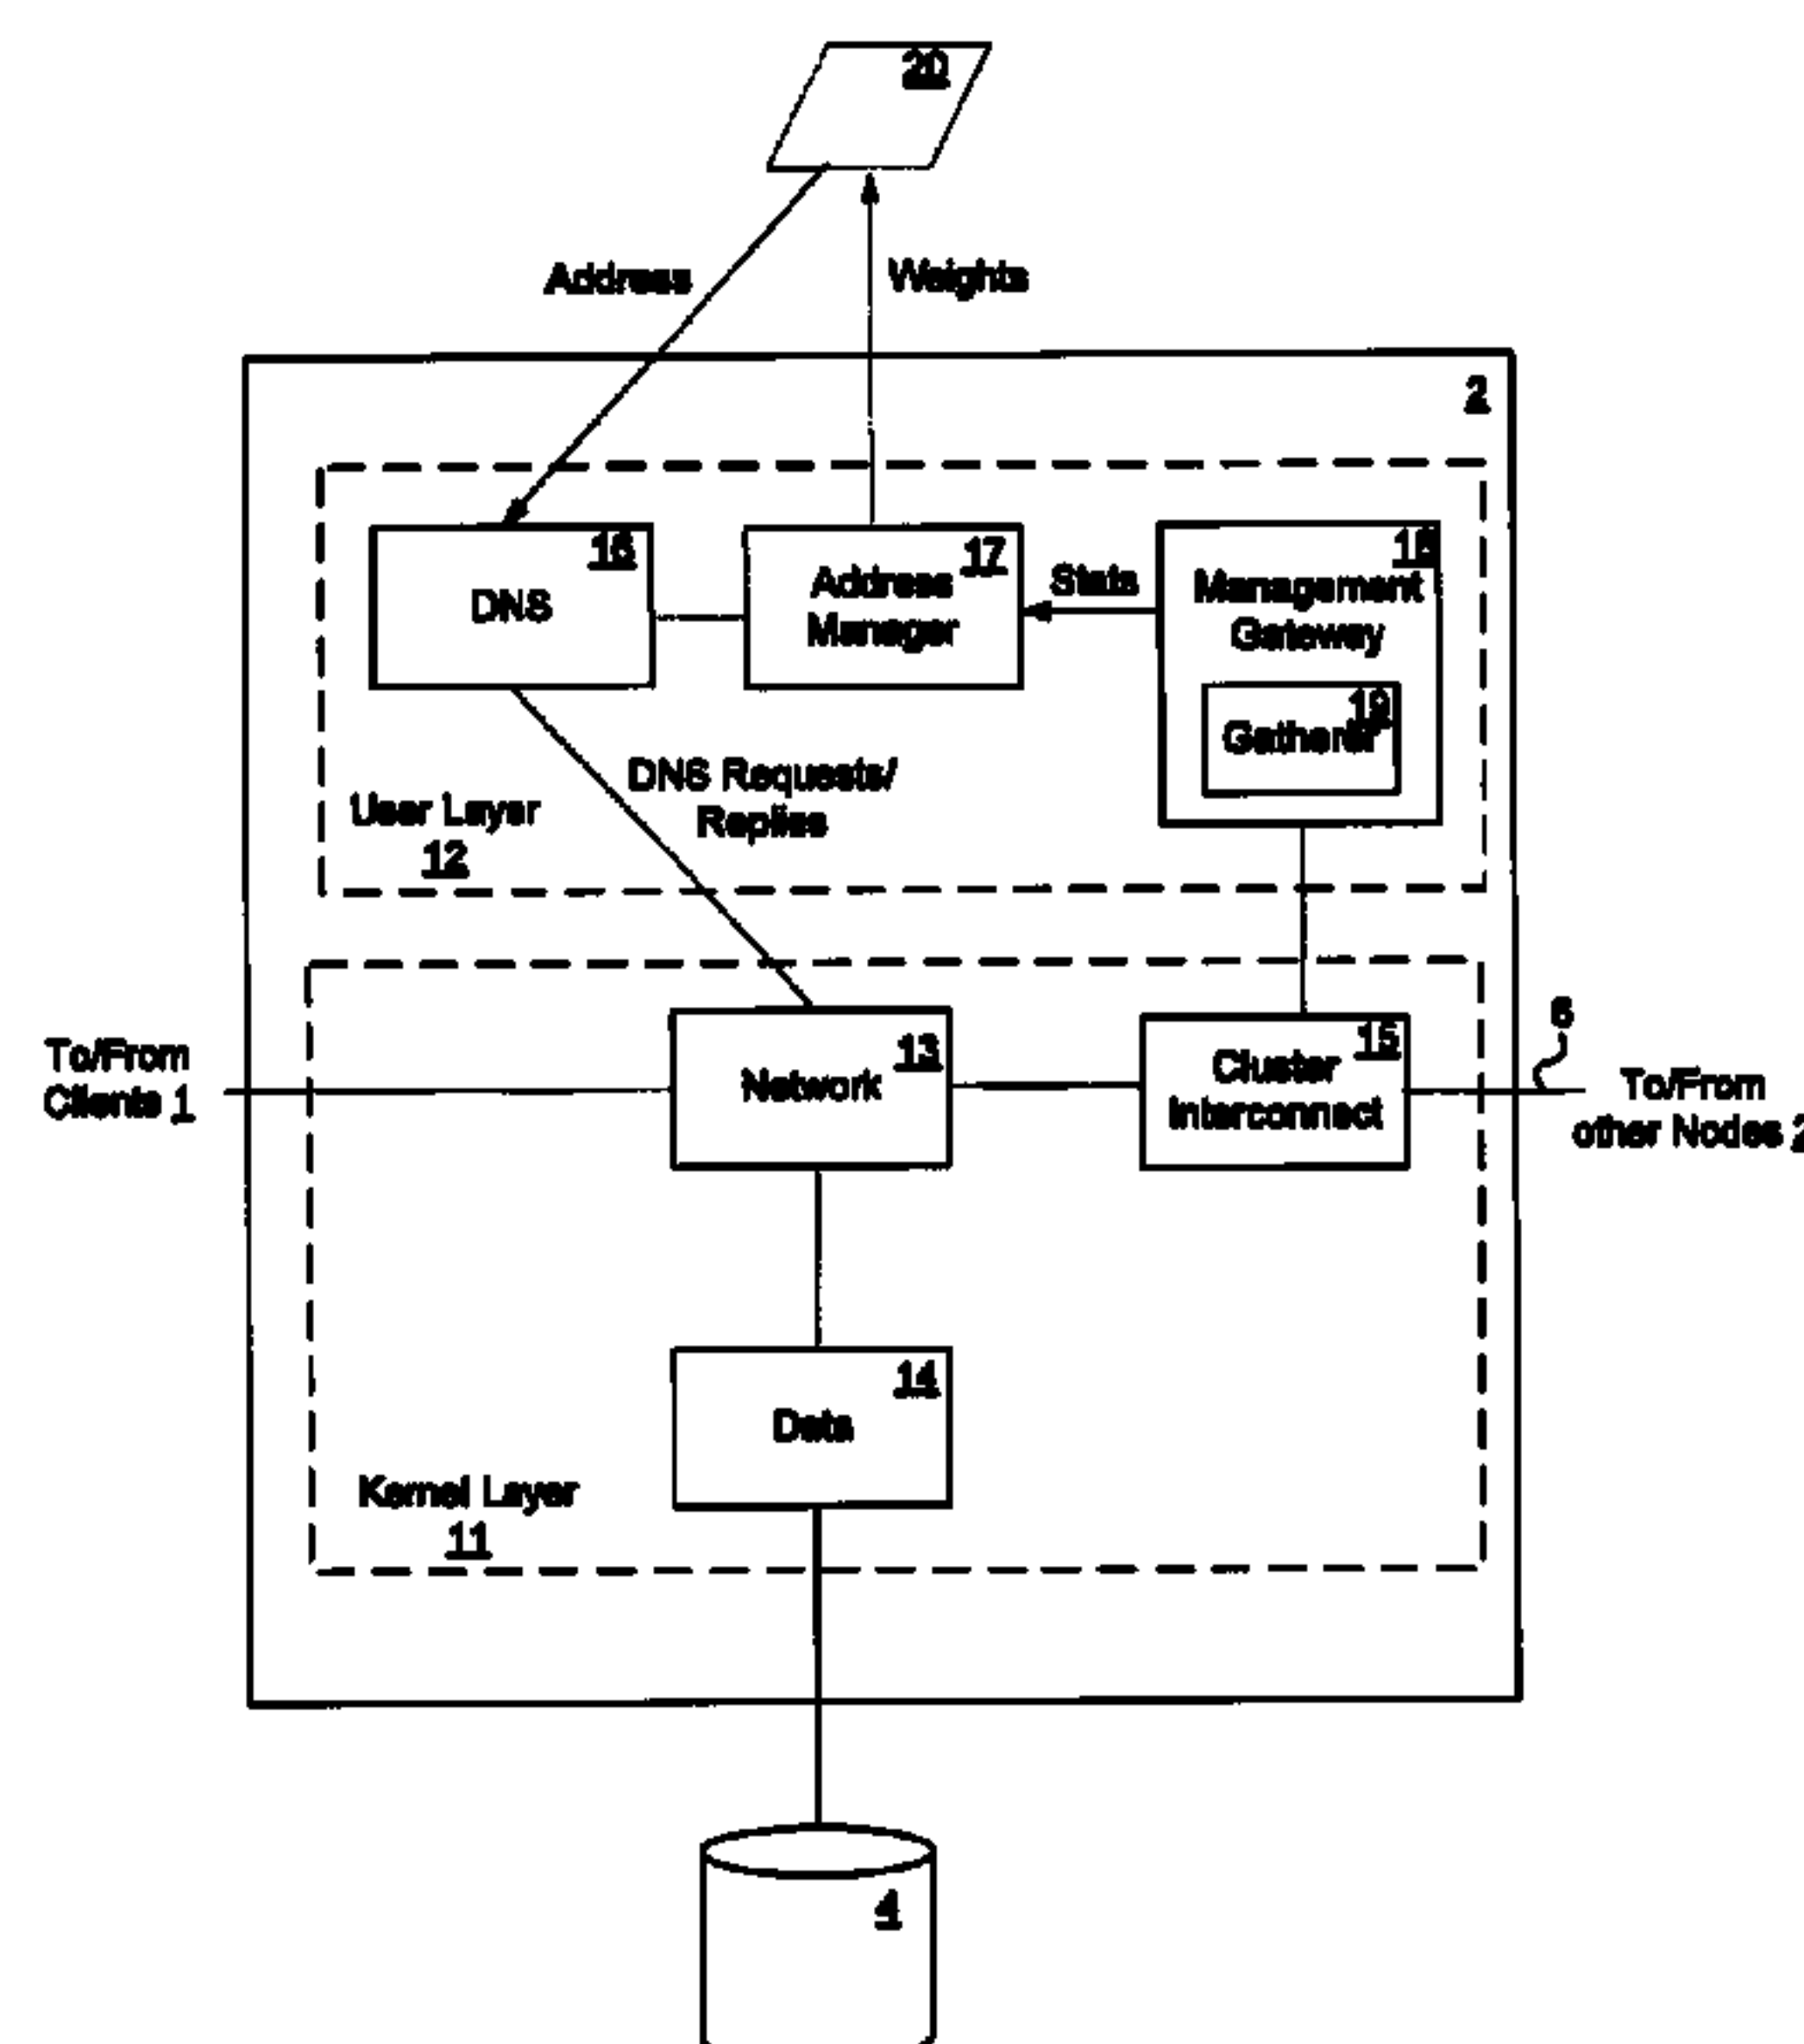 20
Address
Weights
2
16
DNS
17
Address
Manager
Stats
18
Management
Gateway
19
Gatherer
DNS Requests/
Replies
User Layer
12
To/From
Clients 1
13
Network
15
Cluster
Interconnect
6
To/From
other Nodes 2
14
Data
Kernel Layer
11
4